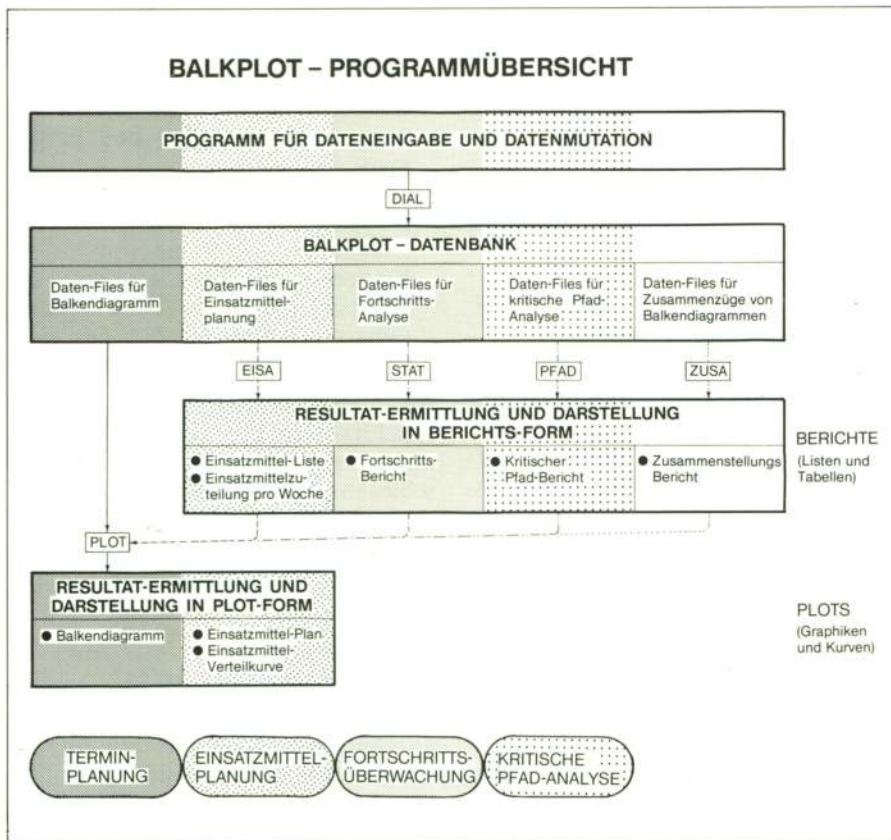 BALKPLOT – PROGRAMMÜBERSICHT
PROGRAMM FÜR DATENEINGABE UND DATENMUTATION
DIAL
BALKPLOT – DATENBANK
Daten-Files für
Balkendiagramm
Daten-Files für
Einsatzmittel-
planung
Daten-Files für
Fortschritts-
Analyse
Daten-Files für
kritische Pfad-
Analyse
Daten-Files für
Zusammenzüge von
Balkendiagrammen
EISA
STAT
PFAD
ZUSA
RESULTAT-ERMITTLUNG UND DARSTELLUNG
IN BERICHTS-FORM
● Einsatzmittel-Liste
● Einsatzmittelzu-
teilung pro Woche
● Fortschritts-
Bericht
● Kritischer
Pfad-Bericht
● Zusammenstellungs
Bericht
BERICHTE
(Listen und
Tabellen)
PLOT
RESULTAT-ERMITTLUNG UND
DARSTELLUNG IN PLOT-FORM
● Balkendiagramm
● Einsatzmittel-Plan
● Einsatzmittel-
Verteilkurve
PLOTS
(Graphiken
und Kurven)
TERMIN-
PLANUNG
EINSATZMITTEL-
PLANUNG
FORTSCHRITTS-
ÜBERWACHUNG
KRITISCHE
PFAD-ANALYSE